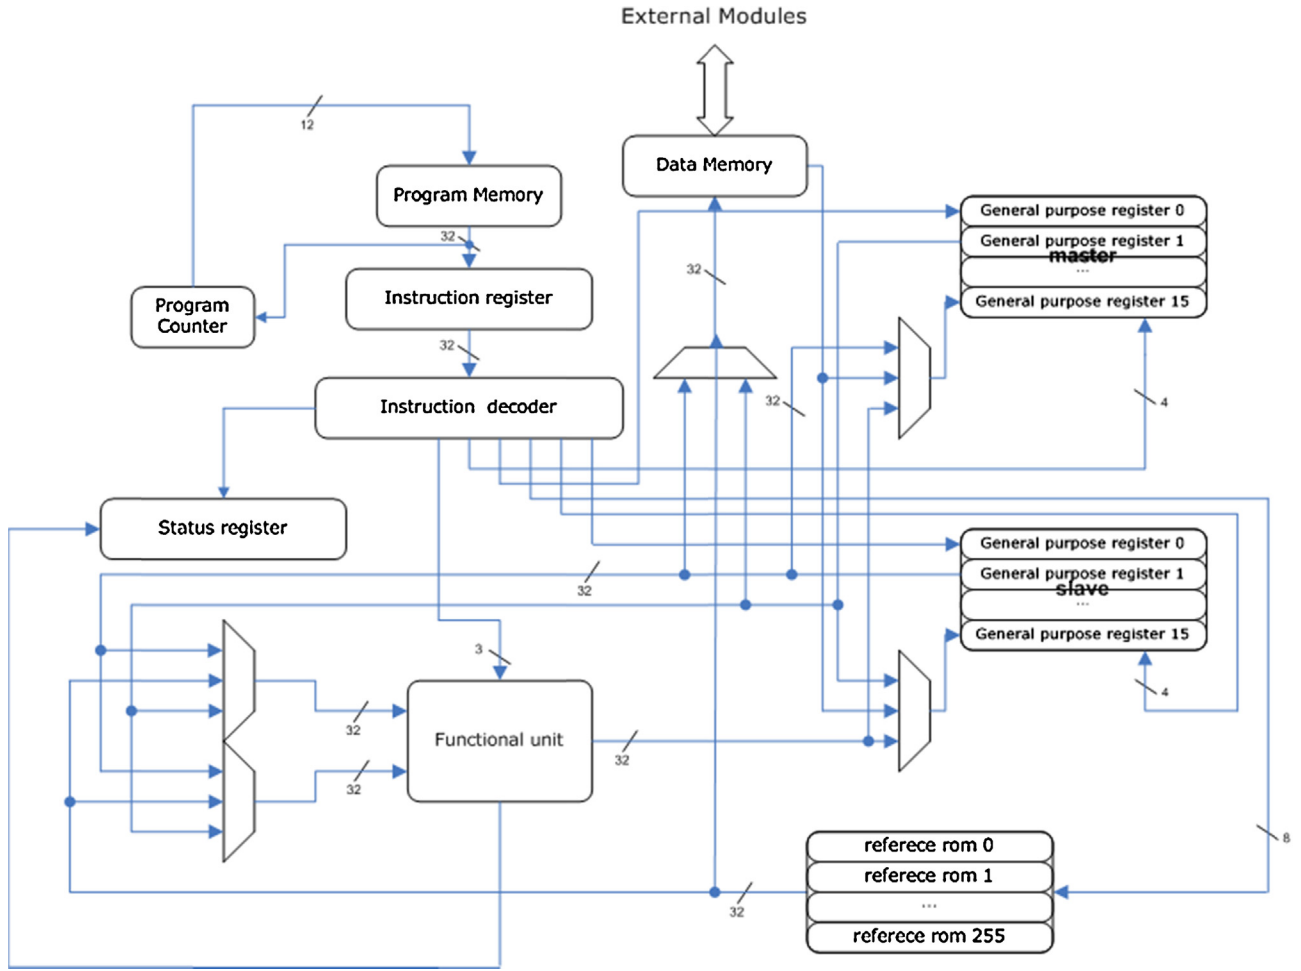 External Modules
12
Data Memory
Program Memory
32
General purpose register 0
General purpose register 1
master
...
General purpose register 15
32
Program
Counter
Instruction register
32
32
4
Instruction decoder
Status register
General purpose register 0
General purpose register 1
slave
...
General purpose register 15
32
3
4
32
Functional unit
32
32
8
referece rom 0
referece rom 1
...
referece rom 255
32